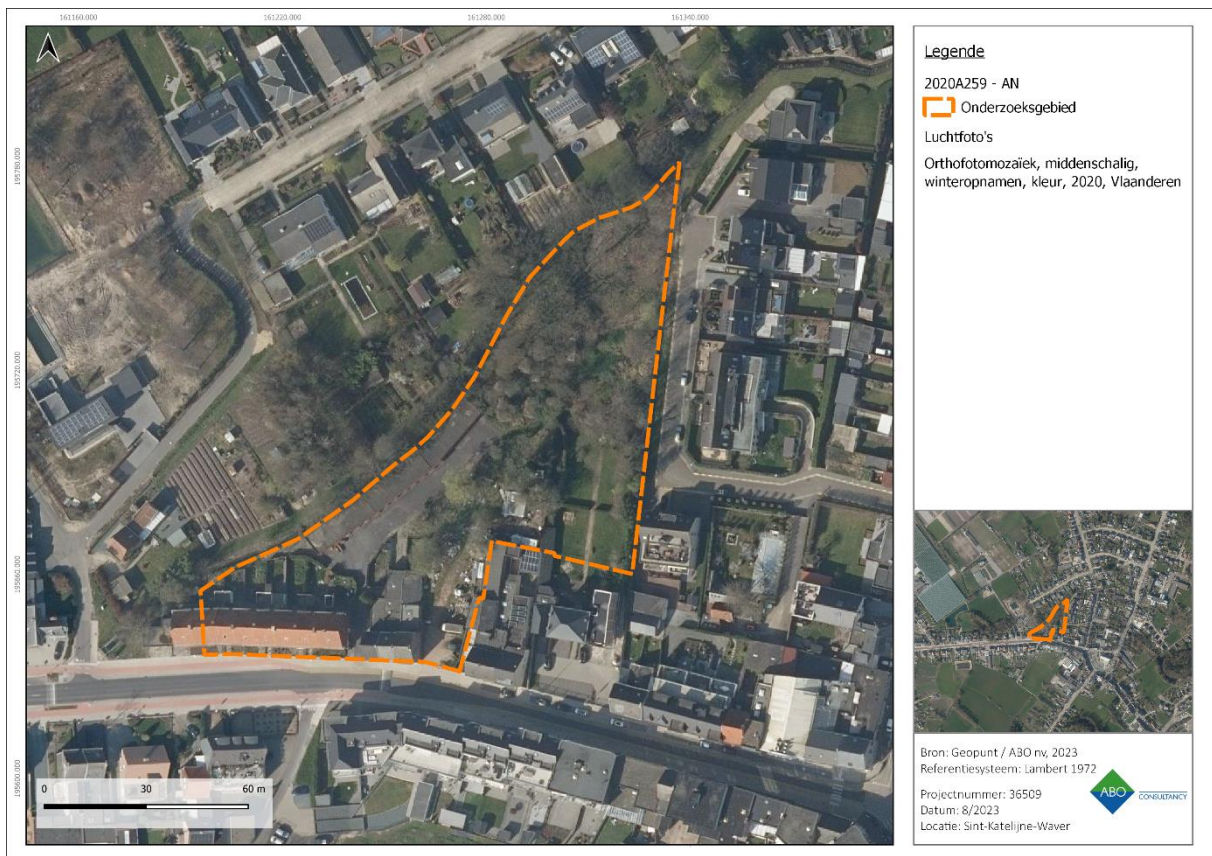 161160.000
161220.000
161280.000
161340.000
195780.000
195720.000
195660.000
195600.000
0 30 60 m
Legende
2020A259 - AN
Onderzoeksgebied
Luchtfoto's
Orthofotomozaïek, middenschalig,
winteropnamen, kleur, 2020, Vlaanderen
Bron: Geopunt / ABO nv, 2023
Referentiesysteem: Lambert 1972
Projectnummer: 36509
Datum: 8/2023
Locatie: Sint-Katelijne-Waver
ABO
CONSULTANCY